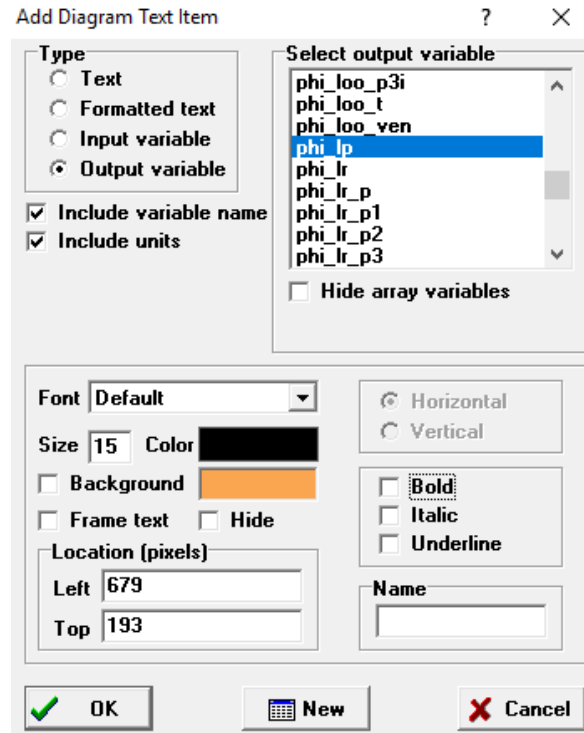 Add Diagram Text Item ? X
Type
Text
Formatted text
Input variable
Output variable
Include variable name
Include units
Select output variable
phi_loo_p3i
phi_loo_t
phi_loo_ven
phi_lp
phi_lr
phi_lr_p
phi_lr_p1
phi_lr_p2
phi_lr_p3
Hide array variables
Font Default
Size 15 Color
Background
Frame text Hide
Location (pixels)
Left 679
Top 193
Horizontal
Vertical
Bold
Italic
Underline
Name
OK New Cancel